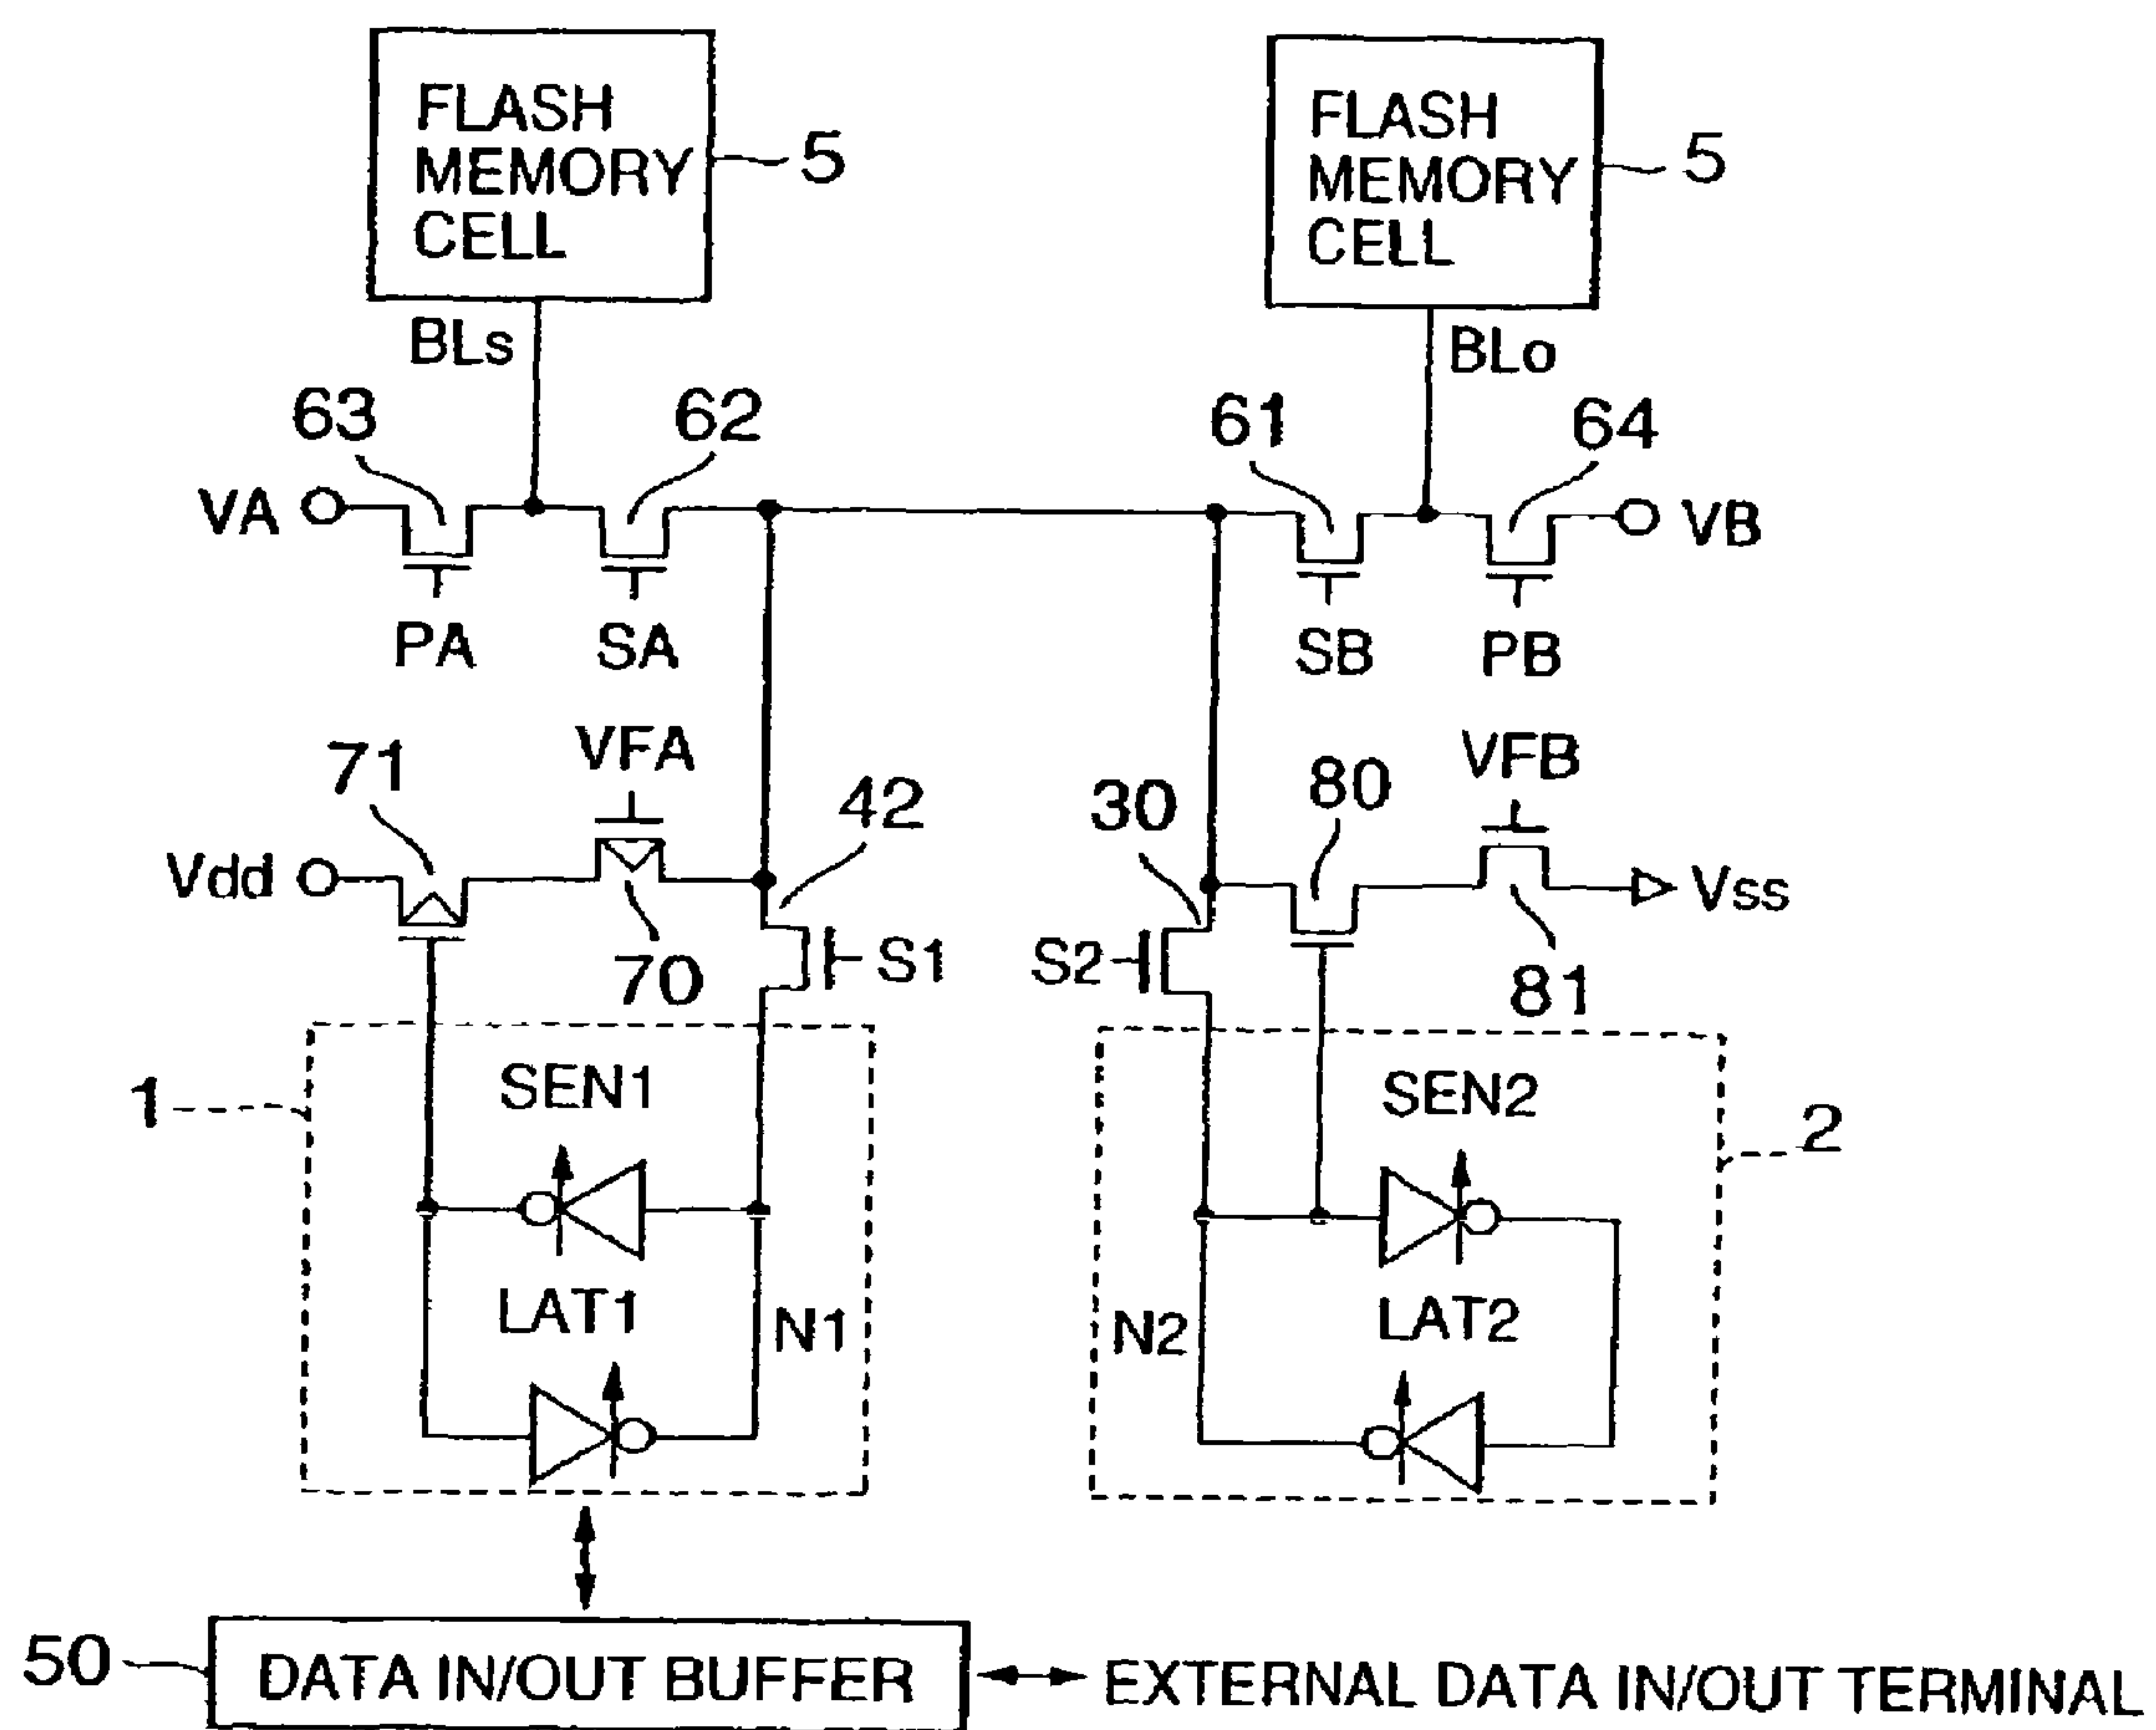 FLASH
MEMORY
CELL
5
FLASH
MEMORY
CELL
5
BLs
BLo
63
62
61
64
VA
VB
PA
SA
SB
PB
71
VFA
42
30
80
VFB
Vdd
Vss
70
S1
S2
81
1
SEN1
SEN2
2
LAT1
N1
N2
LAT2
50
DATA IN/OUT BUFFER
EXTERNAL DATA IN/OUT TERMINAL